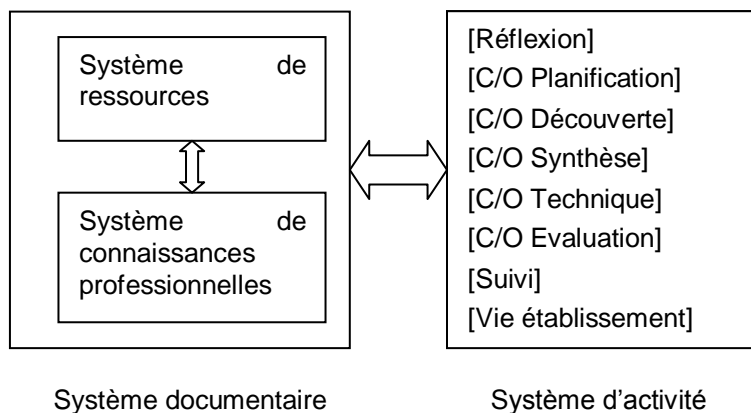 Système de
ressources
Système de
connaissances
professionnelles
[Réflexion]
[C/O Planification]
[C/O Découverte]
[C/O Synthèse]
[C/O Technique]
[C/O Evaluation]
[Suivi]
[Vie établissement]
Système documentaire
Système d’activité